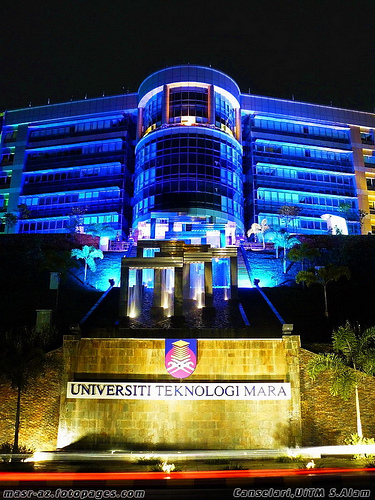 UNIVERSITI TEKNOLOGI MARA
masr-az.fotopages.com
Canselari,UiTM S.Alam